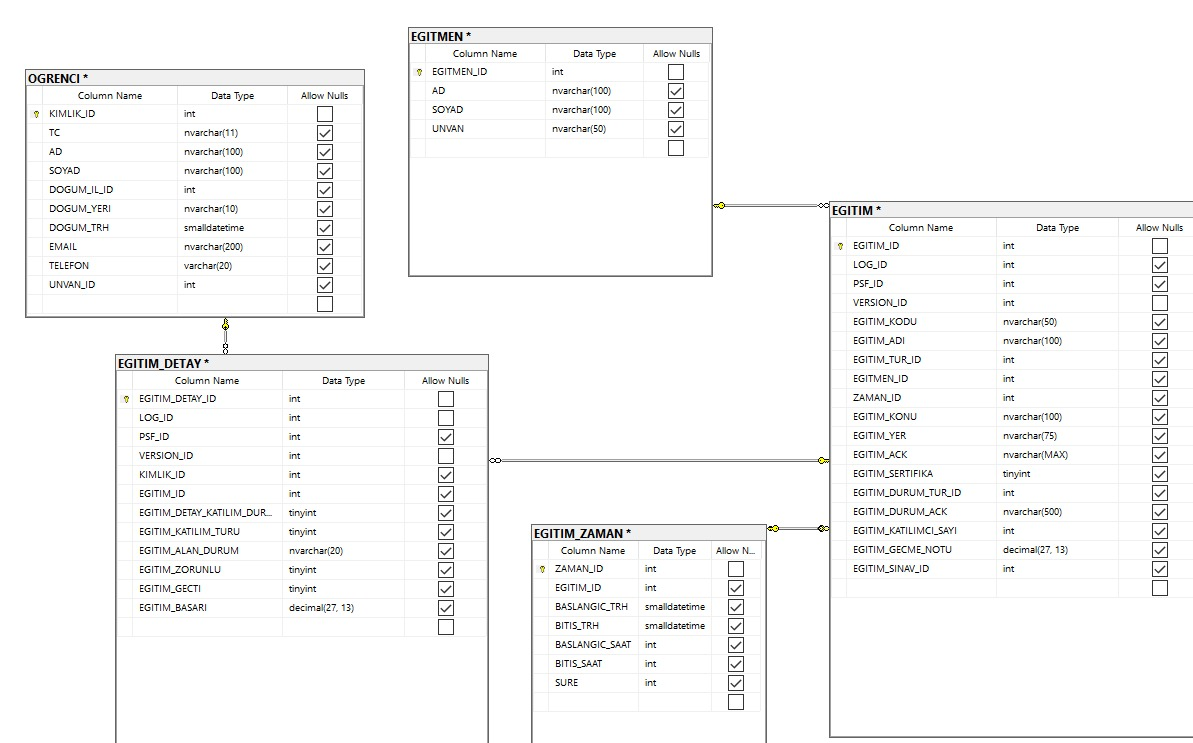 OGRENCI *
Column Name Data Type Allow Nulls
KIMLIK_ID int
TC nvarchar(11)
AD nvarchar(100)
SOYAD nvarchar(100)
DOGUM_IL_ID int
DOGUM_YERI nvarchar(10)
DOGUM_TRH smalldatetime
EMAIL nvarchar(200)
TELEFON varchar(20)
UNVAN_ID int
EGITMEN *
Column Name Data Type Allow Nulls
EGITMEN_ID int
AD nvarchar(100)
SOYAD nvarchar(100)
UNVAN nvarchar(50)
EGITIM *
Column Name Data Type Allow Nulls
EGITIM_ID int
LOG_ID int
PSF_ID int
VERSION_ID int
EGITIM_KODU nvarchar(50)
EGITIM_ADI nvarchar(100)
EGITIM_TUR_ID int
EGITMEN_ID int
ZAMAN_ID int
EGITIM_KONU nvarchar(100)
EGITIM_YER nvarchar(75)
EGITIM_ACK nvarchar(MAX)
EGITIM_SERTIFIKA tinyint
EGITIM_DURUM_TUR_ID int
EGITIM_DURUM_ACK nvarchar(500)
EGITIM_KATILIMCI_SAYI int
EGITIM_GECME_NOTU decimal(27, 13)
EGITIM_SINAV_ID int
EGITIM_DETAY *
Column Name Data Type Allow Nulls
EGITIM_DETAY_ID int
LOG_ID int
PSF_ID int
VERSION_ID int
KIMLIK_ID int
EGITIM_ID int
EGITIM_DETAY_KATILIM_DUR... tinyint
EGITIM_KATILIM_TURU tinyint
EGITIM_ALAN_DURUM nvarchar(20)
EGITIM_ZORUNLU tinyint
EGITIM_GECTI tinyint
EGITIM_BASARI decimal(27, 13)
EGITIM_ZAMAN *
Column Name Data Type Allow N...
ZAMAN_ID int
EGITIM_ID int
BASLANGIC_TRH smalldatetime
BITIS_TRH smalldatetime
BASLANGIC_SAAT int
BITIS_SAAT int
SURE int